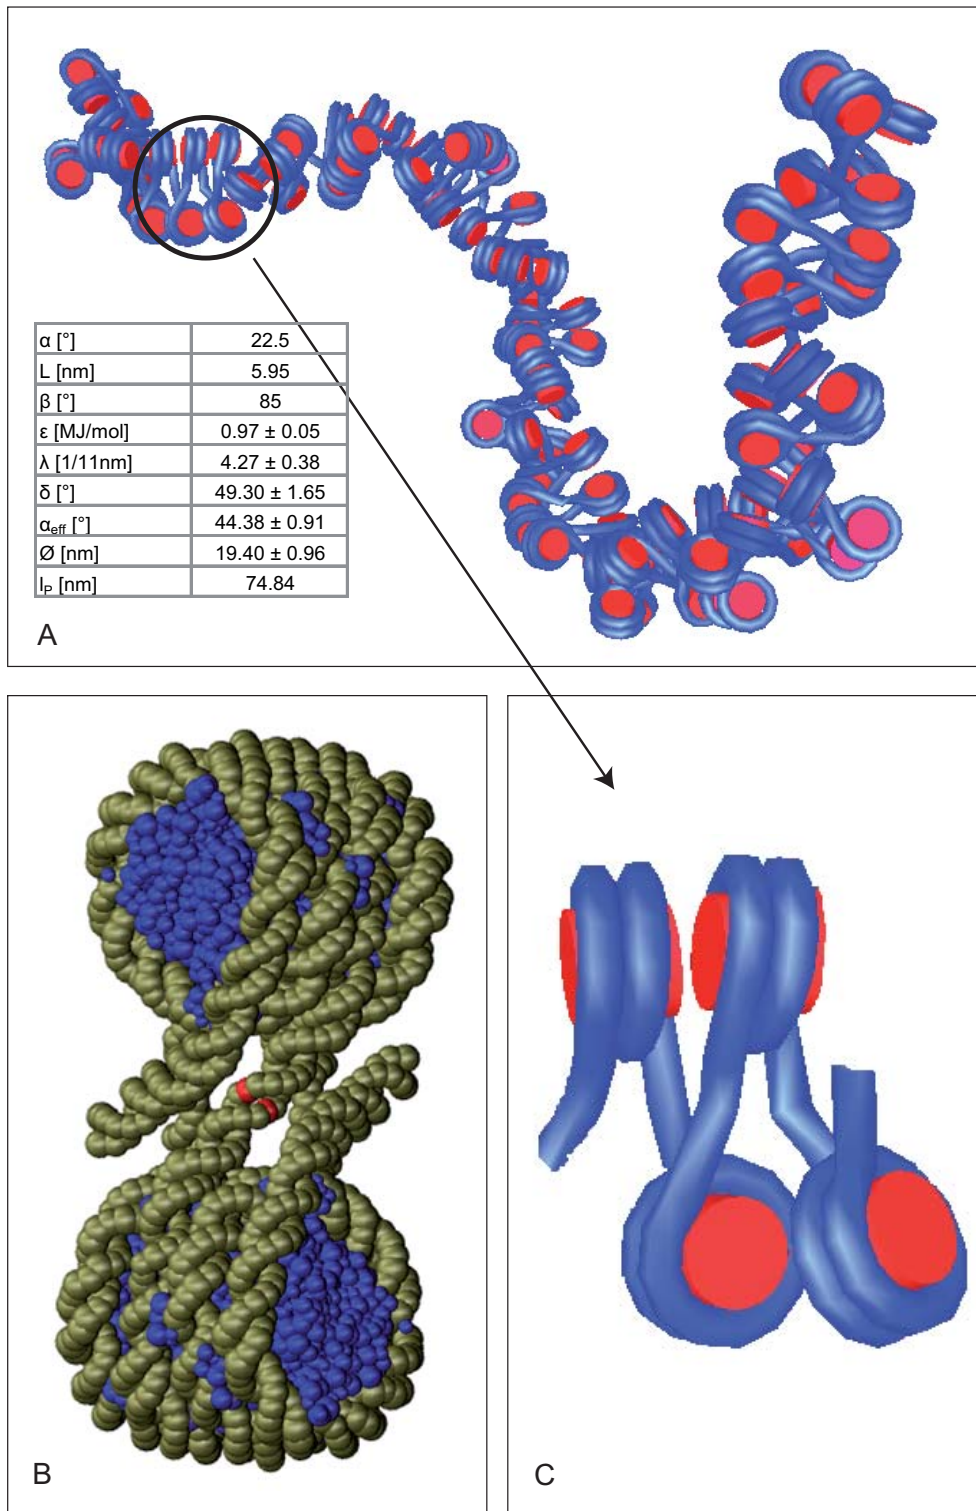 α [°] 22.5
L [nm] 5.95
β [°] 85
ε [MJ/mol] 0.97 ± 0.05
λ [1/11nm] 4.27 ± 0.38
δ [°] 49.30 ± 1.65
αeff [°] 44.38 ± 0.91
Ø [nm] 19.40 ± 0.96
lP [nm] 74.84
A
B
C